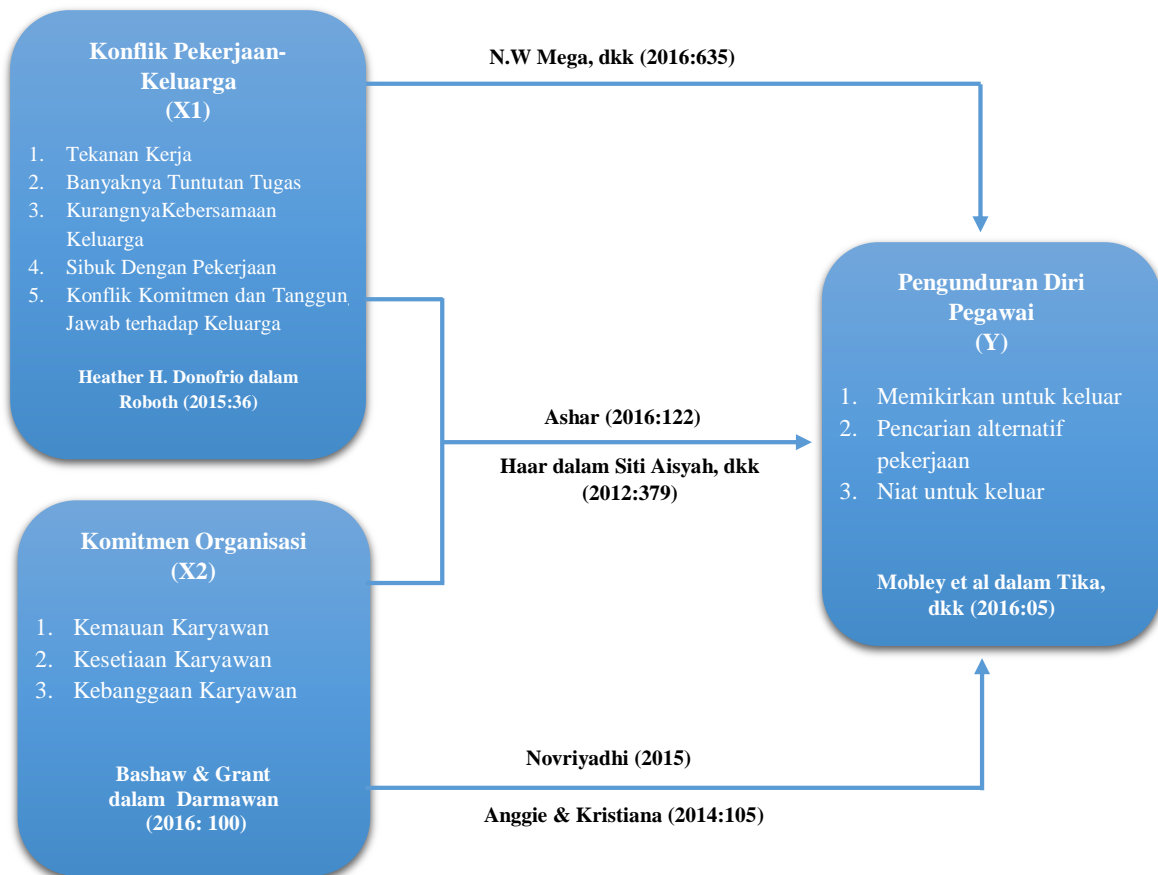 Konflik Pekerjaan-
Keluarga
(X1)
1. Tekanan Kerja
2. Banyaknya Tuntutan Tugas
3. KurangnyaKebersamaan
Keluarga
4. Sibuk Dengan Pekerjaan
5. Konflik Komitmen dan Tanggun
Jawab terhadap Keluarga
Heather H. Donofrio dalam
Roboth (2015:36)
N.W Mega, dkk (2016:635)
Ashar (2016:122)
Haar dalam Siti Aisyah, dkk
(2012:379)
Pengunduran Diri
Pegawai
(Y)
1. Memikirkan untuk keluar
2. Pencarian alternatif
pekerjaan
3. Niat untuk keluar
Mobley et al dalam Tika,
dkk (2016:05)
Komitmen Organisasi
(X2)
1. Kemauan Karyawan
2. Kesetiaan Karyawan
3. Kebanggaan Karyawan
Bashaw & Grant
dalam Darmawan
(2016: 100)
Novriyadhi (2015)
Anggie & Kristiana (2014:105)